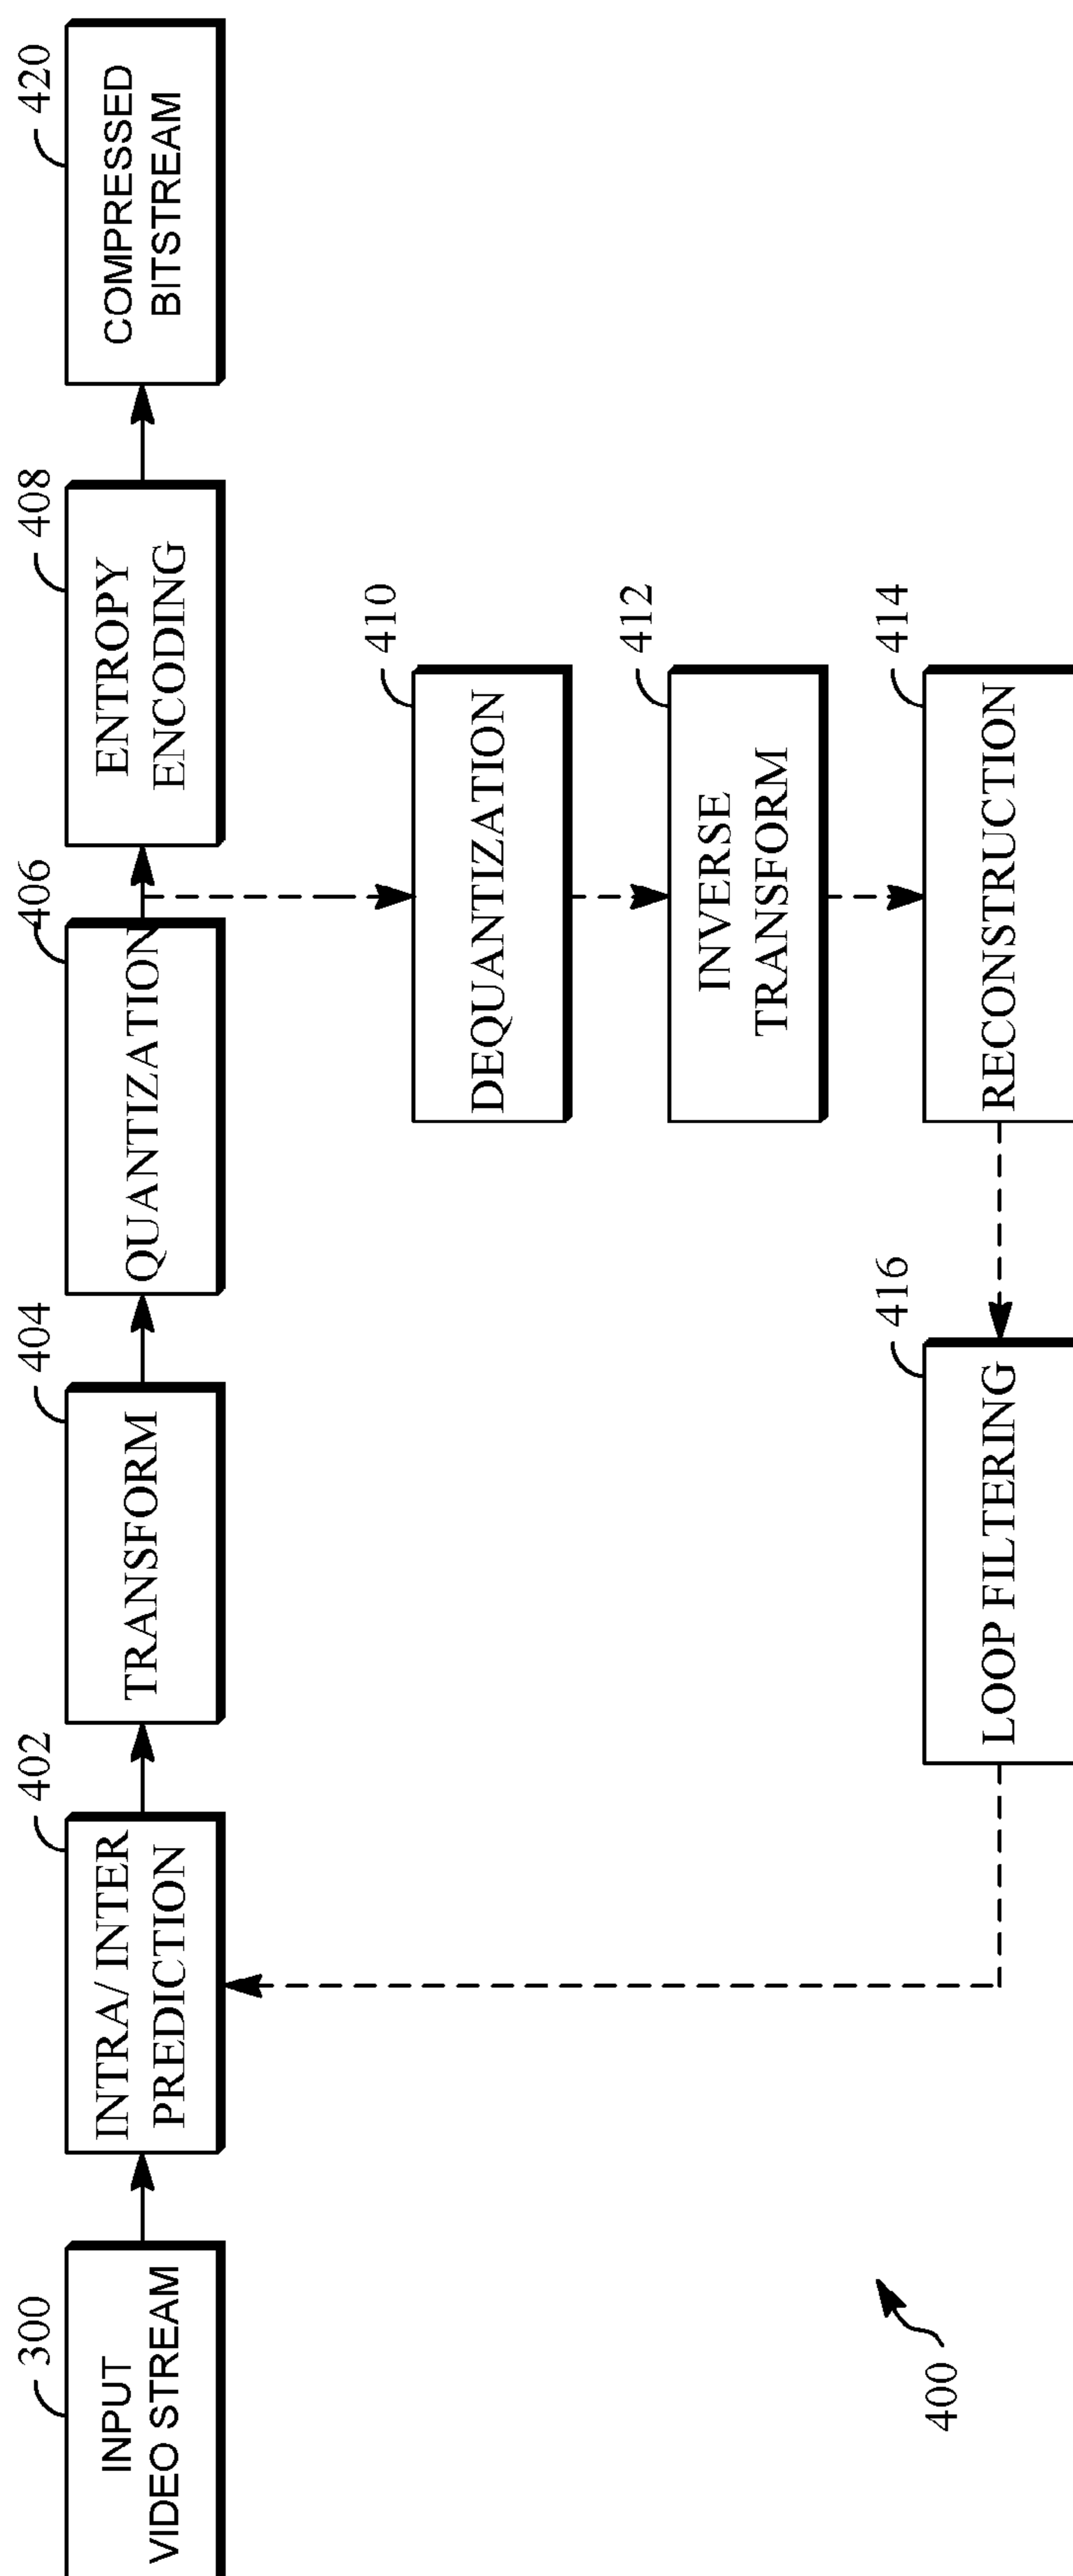 300
INPUT
VIDEO STREAM
402
INTRA/ INTER
PREDICTION
404
TRANSFORM
406
QUANTIZATION
408
ENTROPY
ENCODING
420
COMPRESSED
BITSTREAM
410
DEQUANTIZATION
412
INVERSE
TRANSFORM
416
LOOP FILTERING
414
RECONSTRUCTION
400